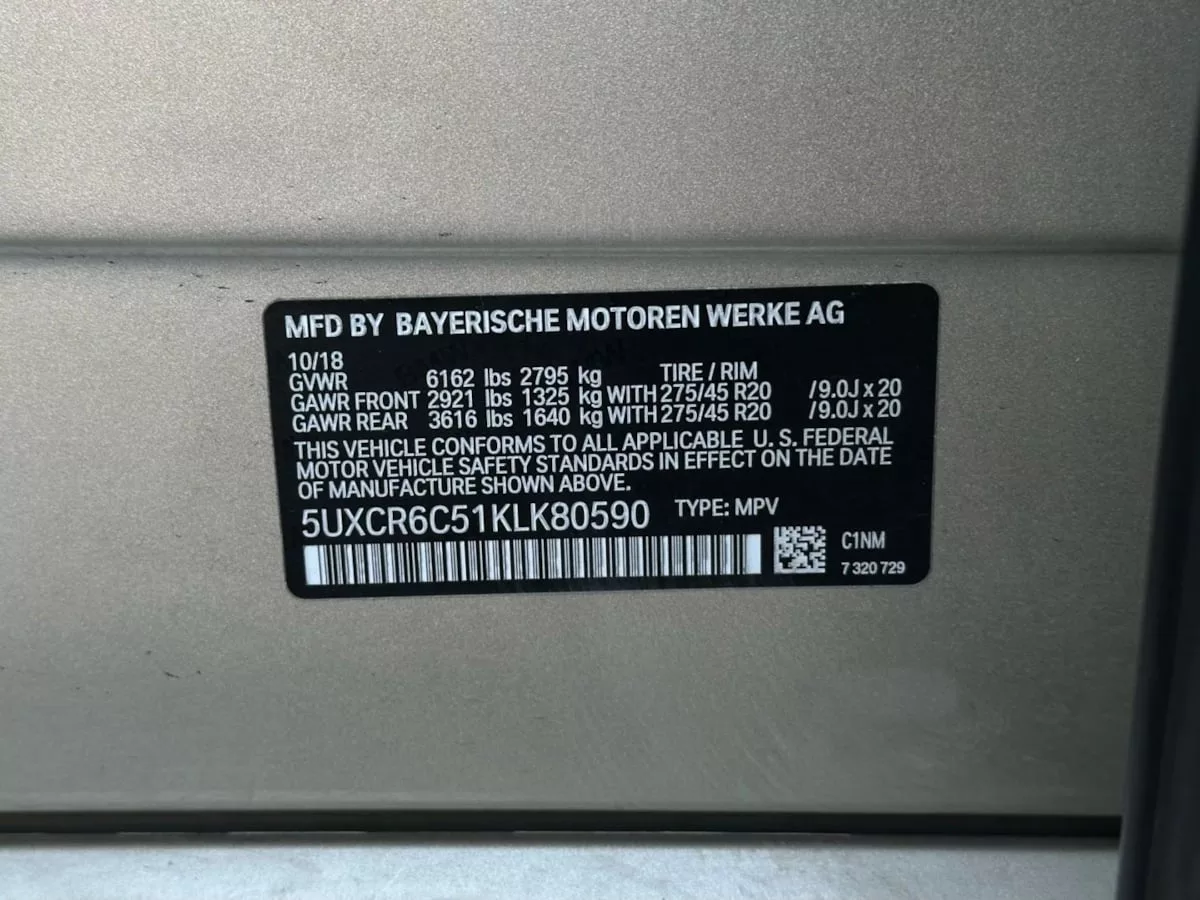 MFD BY BAYERISCHE MOTOREN WERKE AG
10/18
GVWR 6162 lbs 2795 kg TIRE / RIM
GAWR FRONT 2921 lbs 1325 kg WITH 275/45 R20 /9.0J x 20
GAWR REAR 3616 lbs 1640 kg WITH 275/45 R20 /9.0J x 20
THIS VEHICLE CONFORMS TO ALL APPLICABLE U. S. FEDERAL
MOTOR VEHICLE SAFETY STANDARDS IN EFFECT ON THE DATE
OF MANUFACTURE SHOWN ABOVE.
5UXCR6C51KLK80590 TYPE: MPV
C1NM
7 320 729